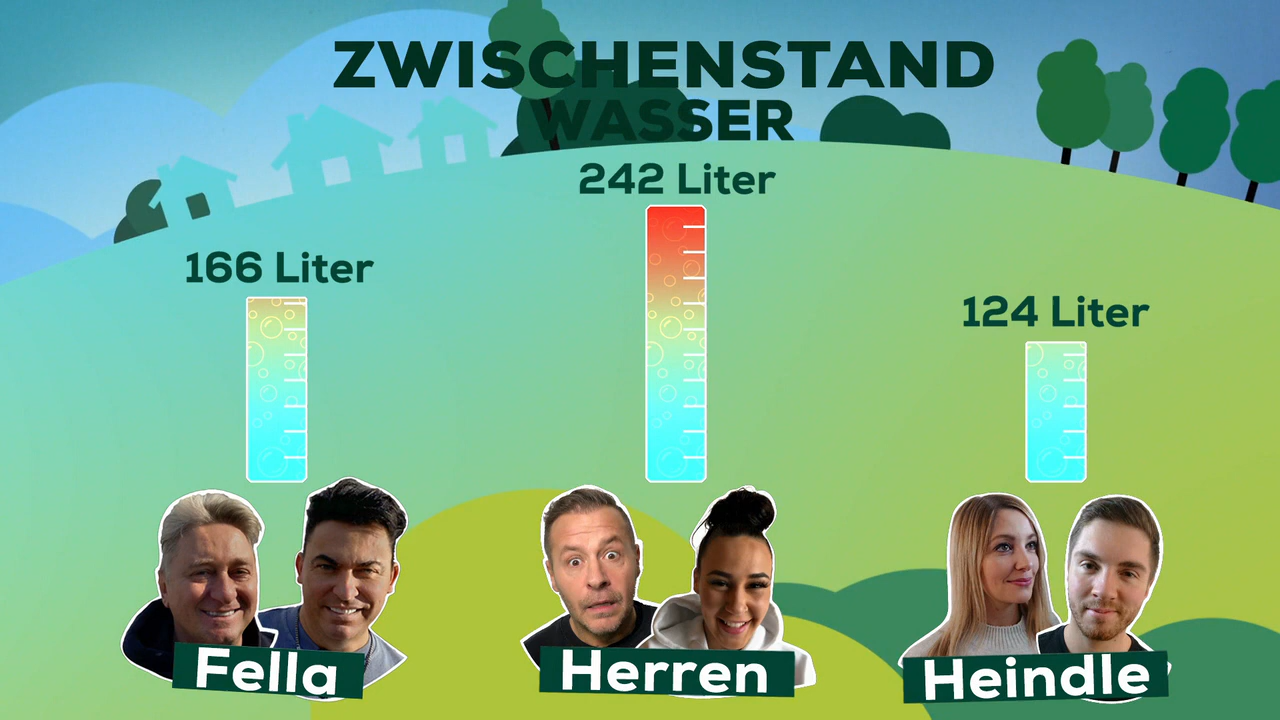 ZWISCHENSTAND
WASSER
242 Liter
166 Liter
124 Liter
Fella
Herren
Heindle